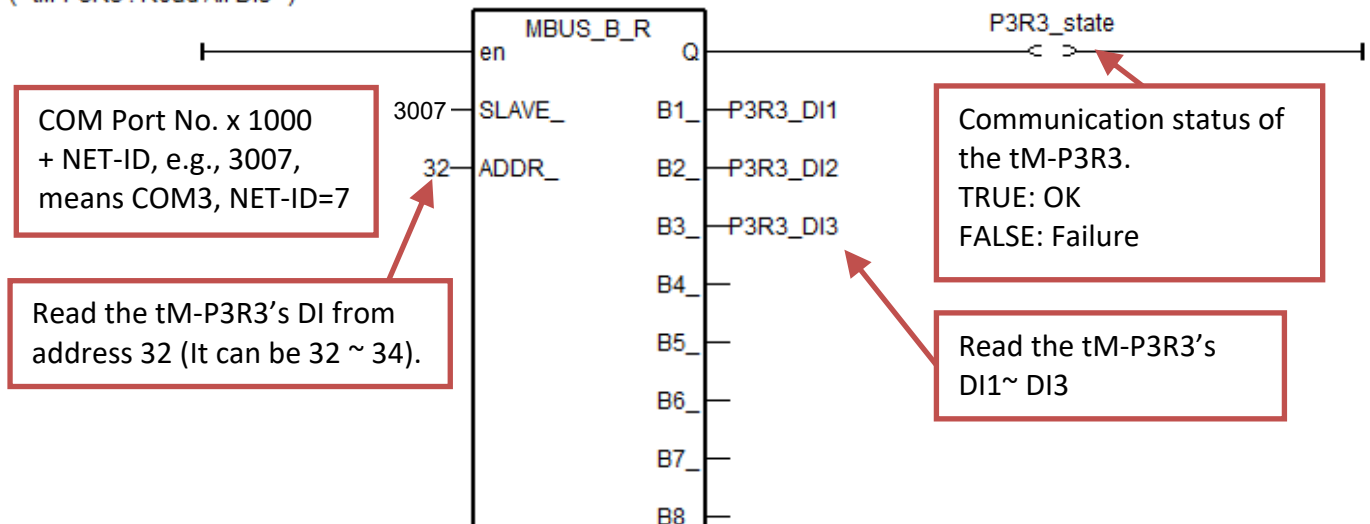 MBUS_B_R
P3R3_state
en
Q
COM Port No. x 1000
+ NET-ID, e.g., 3007,
means COM3, NET-ID=7
3007
SLAVE_
B1_
P3R3_DI1
32
ADDR_
B2_
P3R3_DI2
B3_
P3R3_DI3
Communication status of
the tM-P3R3.
TRUE: OK
FALSE: Failure
B4_
Read the tM-P3R3’s DI from
address 32 (It can be 32 ~ 34).
B5_
Read the tM-P3R3’s
DI1~ DI3
B6_
B7_
B8